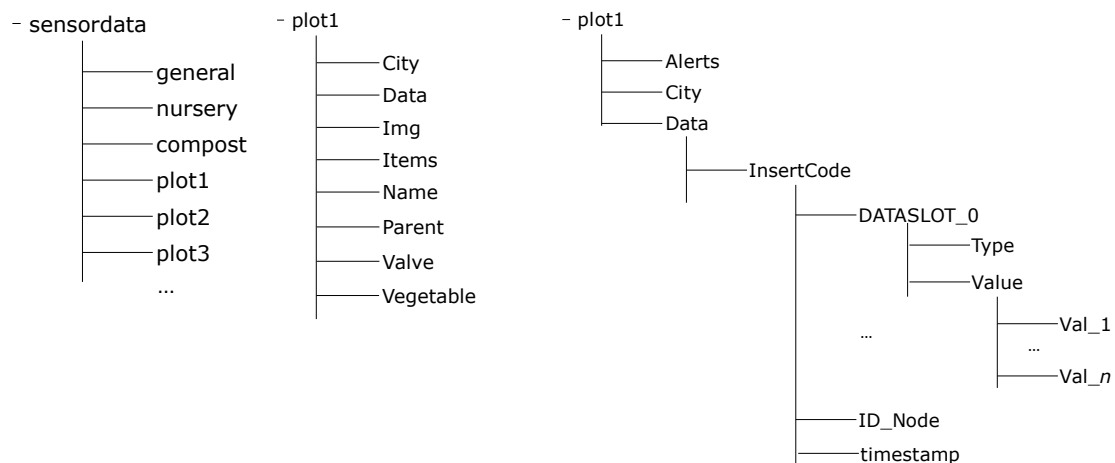 - sensordata
general
nursery
compost
plot1
plot2
plot3
...
- plot1
City
Data
Img
Items
Name
Parent
Valve
Vegetable
- plot1
Alerts
City
Data
InsertCode
DATASLOT_0
Type
Value
Val_1
...
Val_n
...
ID_Node
timestamp